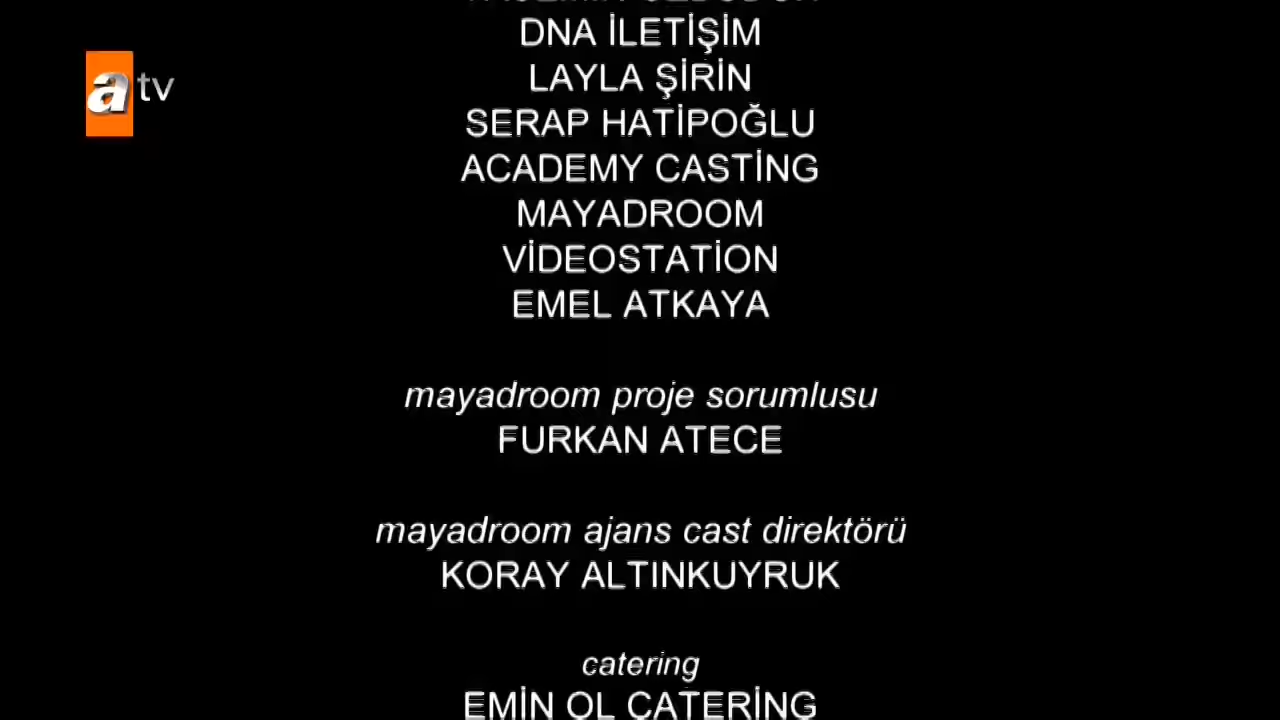 DNA İLETİŞİM
a tv
LAYLA ŞİRİN
SERAP HATİPOĞLU
ACADEMY CASTİNG
MAYADROOM
VİDEOSTATİON
EMEL ATKAYA
mayadroom proje sorumlusu
FURKAN ATECE
mayadroom ajans cast direktörü
KORAY ALTINKUYRUK
catering
EMİN OL CATERİNG